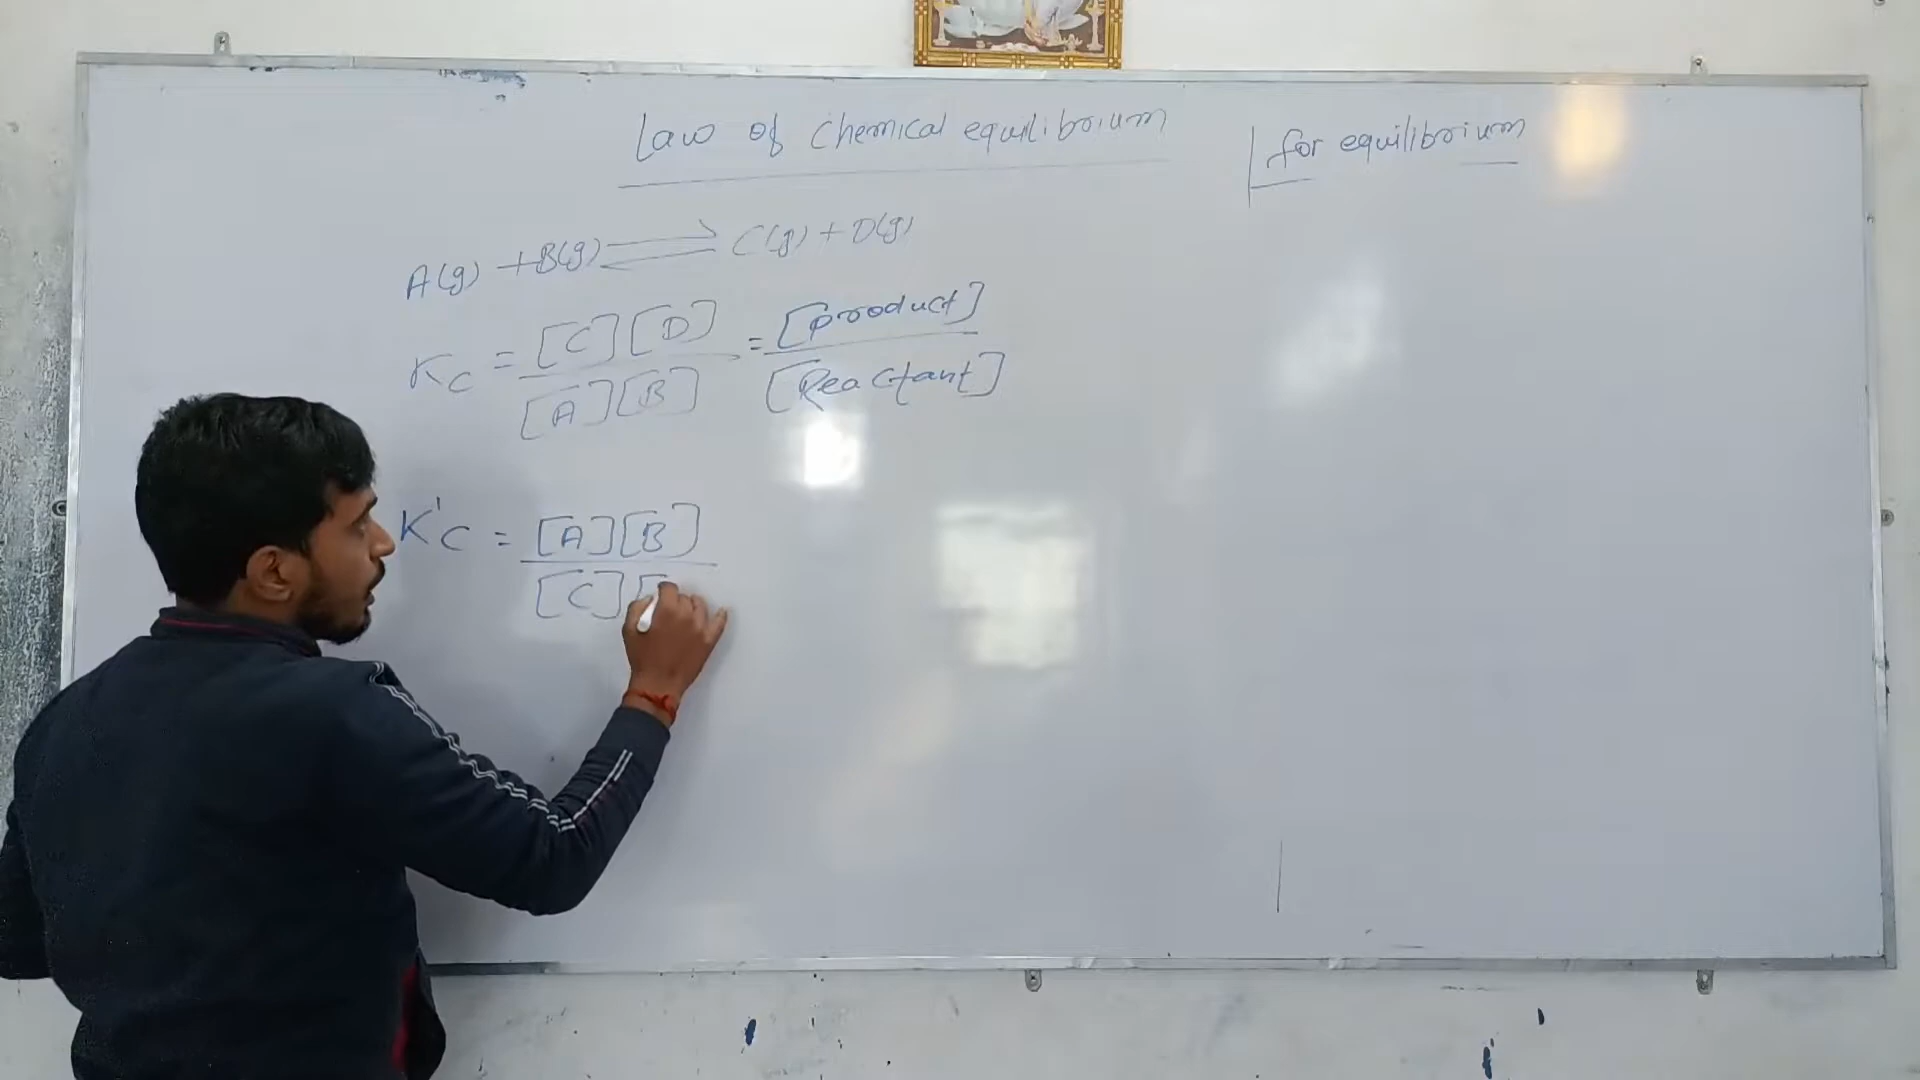 Law of chemical equilibrium
for equilibrium
A(g) + B(g) ⇌ C(g) + D(g)
Kc = [C][D] / [A][B] = [product] / [Reactant]
K'c = [A][B] / [C][